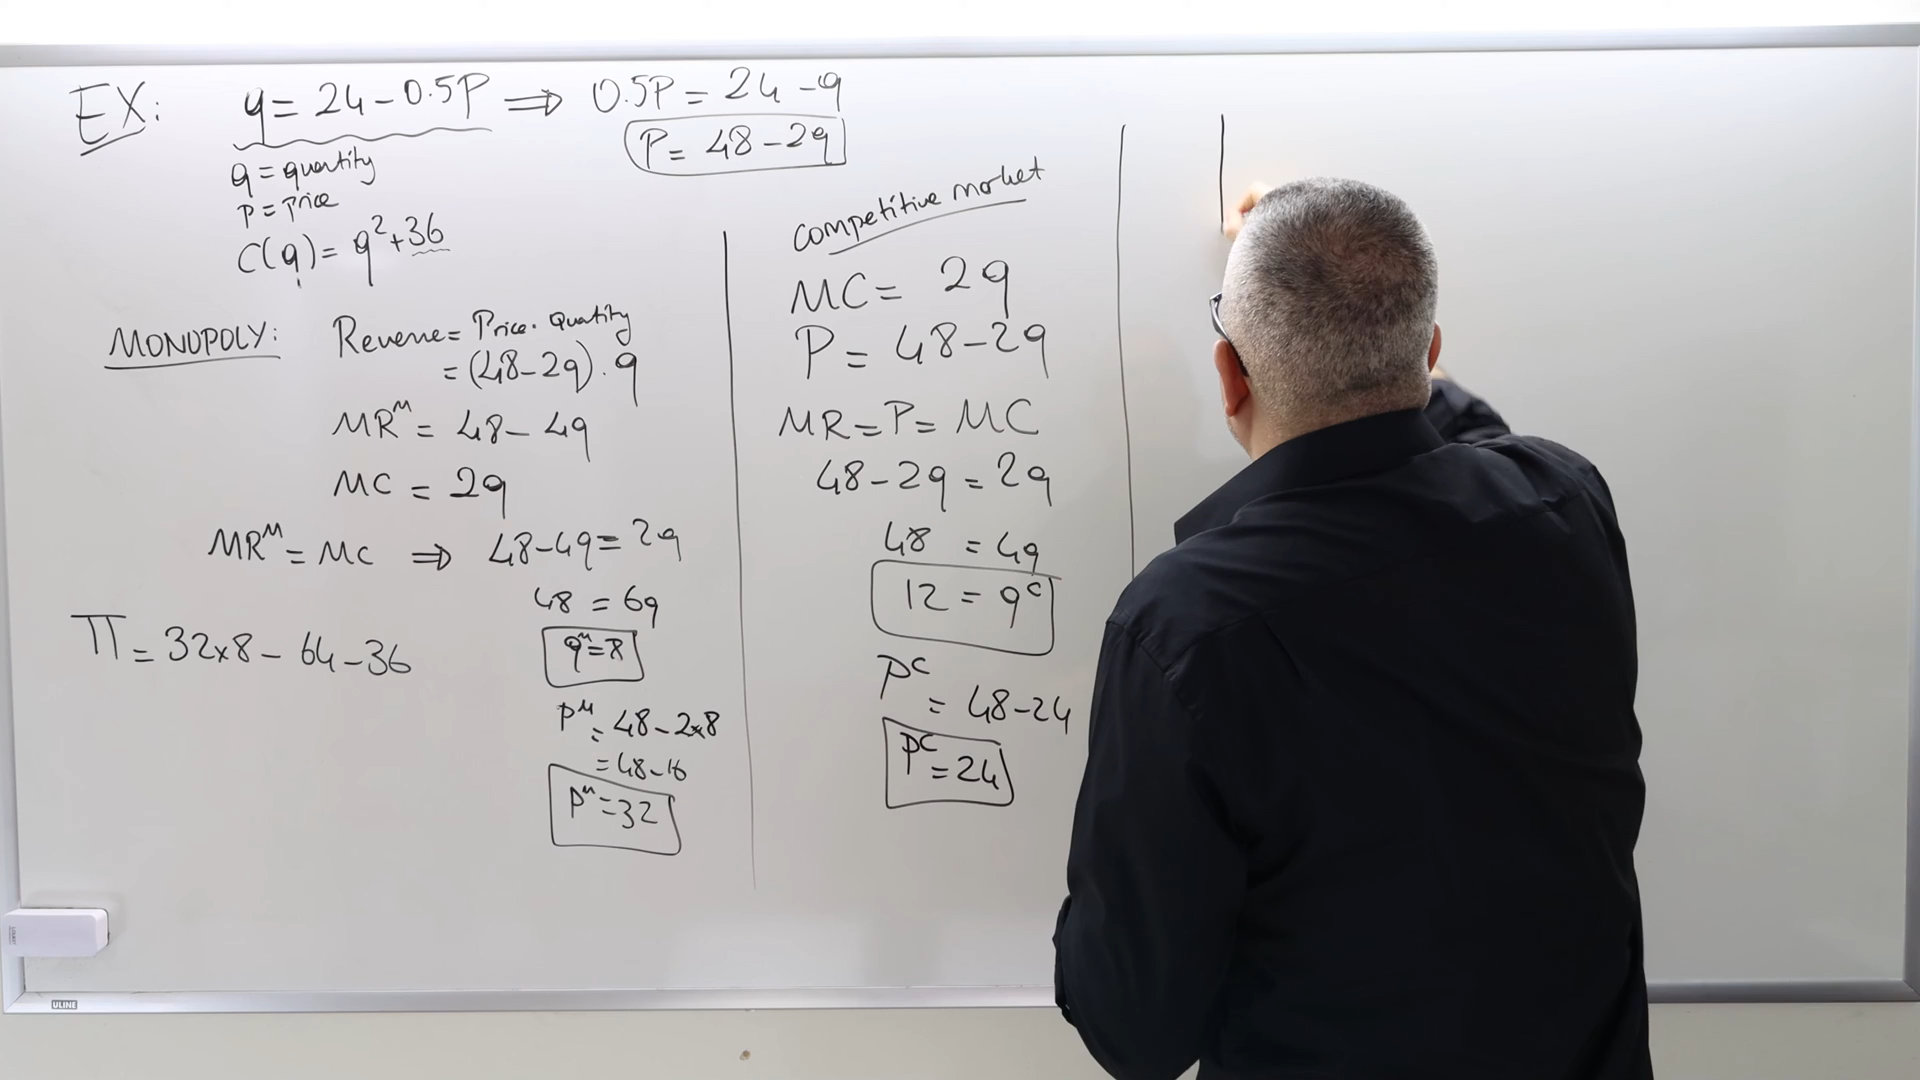 EX: q = 24 - 0.5P ⇒ 0.5P = 24 - q
P = 48 - 2q
q = quantity
P = Price
C(q) = q² + 36
MONOPOLY: Revenue = Price · Quatity
= (48 - 2q) · q
MRᴹ = 48 - 4q
MC = 2q
MRᴹ = MC ⇒ 48 - 4q = 2q
48 = 6q
qᴹ = 8
Pᴹ = 48 - 2x8
= 48 - 16
Pᴹ = 32
Π = 32x8 - 64 - 36
Competitive market
MC = 2q
P = 48 - 2q
MR = P = MC
48 - 2q = 2q
48 = 4q
12 = qᶜ
Pᶜ = 48 - 24
Pᶜ = 24
ULINE